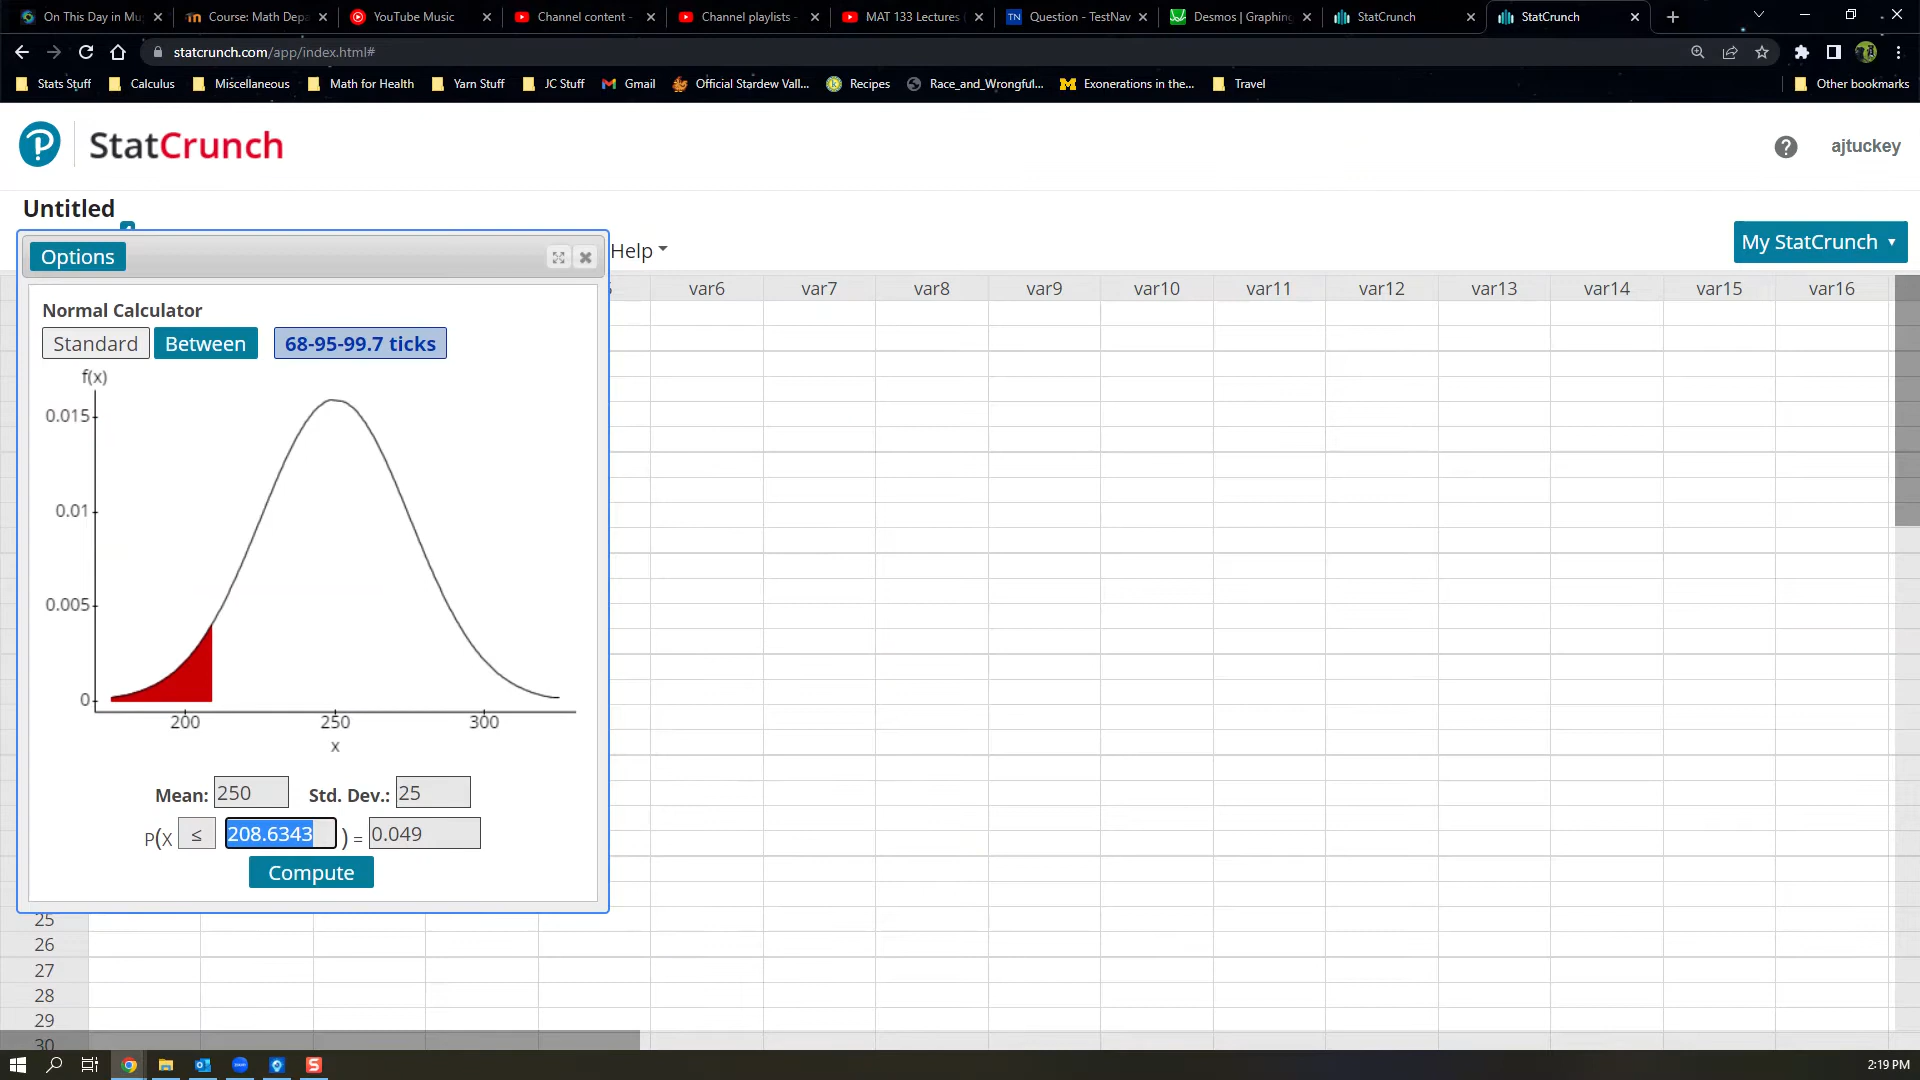 On This Day in Mu
Course: Math Depa
YouTube Music
Channel content -
Channel playlists -
MAT 133 Lectures
TN Question - TestNav
Desmos | Graphing
StatCrunch
StatCrunch
statcrunch.com/app/index.html#
Stats Stuff
Calculus
Miscellaneous
Math for Health
Yarn Stuff
JC Stuff
Gmail
Official Stardew Vall...
Recipes
Race_and_Wrongful...
Exonerations in the...
Travel
Other bookmarks
StatCrunch
ajtuckey
Untitled
Help
My StatCrunch
Options
var6 var7 var8 var9 var10 var11 var12 var13 var14 var15 var16
Normal Calculator
Standard Between 68-95-99.7 ticks
f(x)
0.015
0.01
0.005
0
200 250 300
x
Mean: 250 Std. Dev.: 25
P(X ≤ 208.6343 ) = 0.049
Compute
25
26
27
28
29
30
2:19 PM